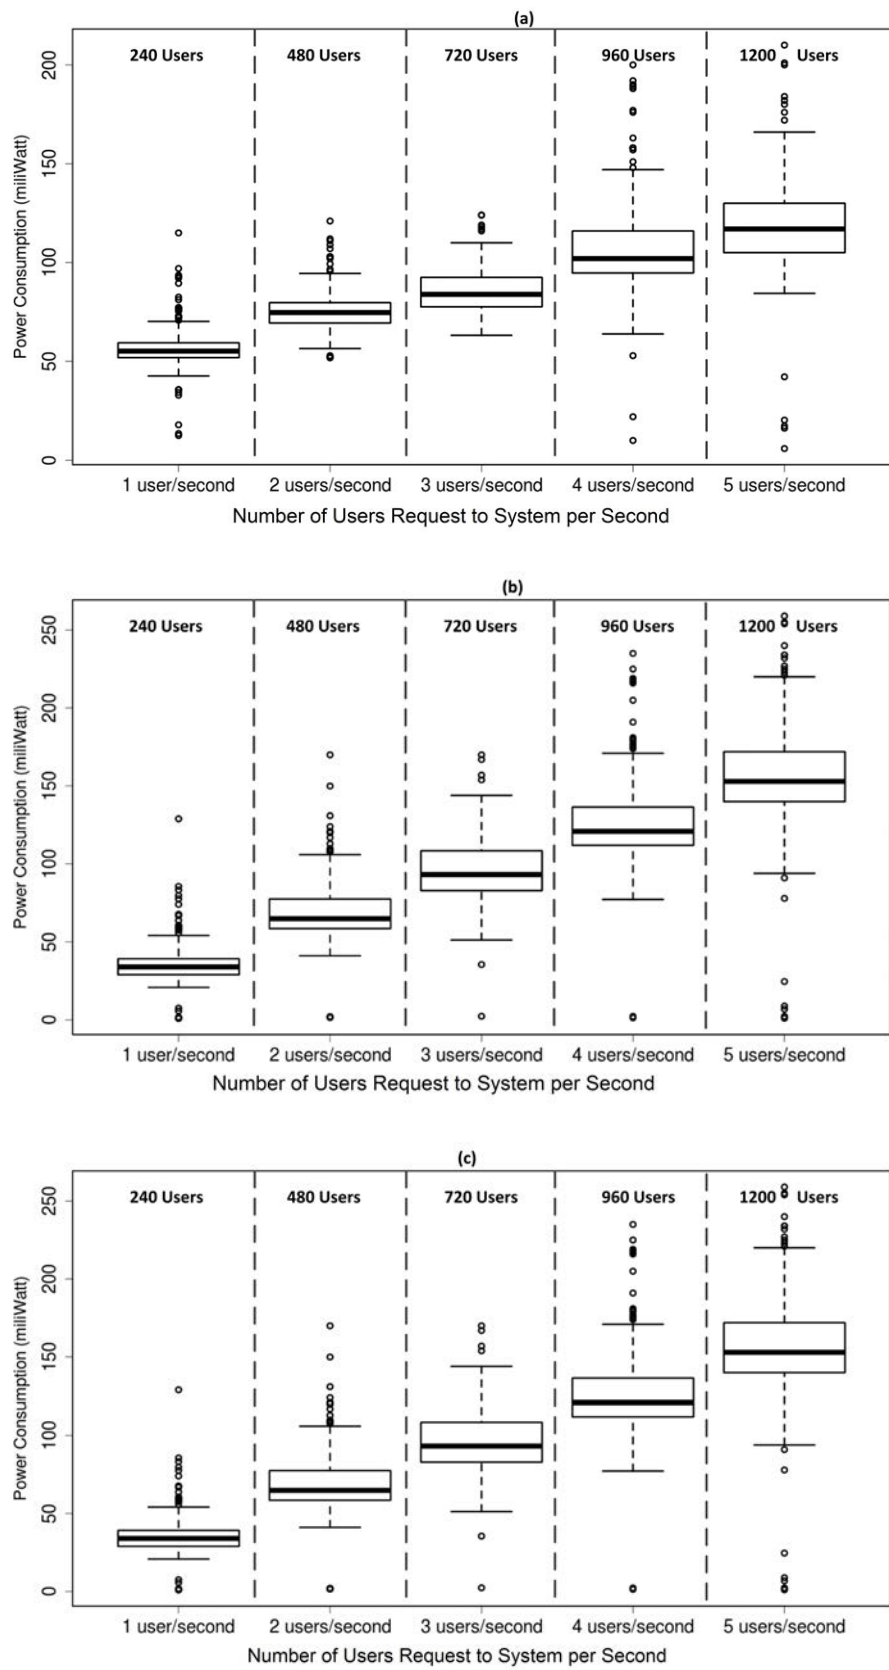 (a)
240 Users 480 Users 720 Users 960 Users 1200 Users
200
150
100
50
0
Power Consumption (miliWatt)
1 user/second 2 users/second 3 users/second 4 users/second 5 users/second
Number of Users Request to System per Second
(b)
240 Users 480 Users 720 Users 960 Users 1200 Users
250
200
150
100
50
0
Power Consumption (miliWatt)
1 user/second 2 users/second 3 users/second 4 users/second 5 users/second
Number of Users Request to System per Second
(c)
240 Users 480 Users 720 Users 960 Users 1200 Users
250
200
150
100
50
0
Power Consumption (miliWatt)
1 user/second 2 users/second 3 users/second 4 users/second 5 users/second
Number of Users Request to System per Second